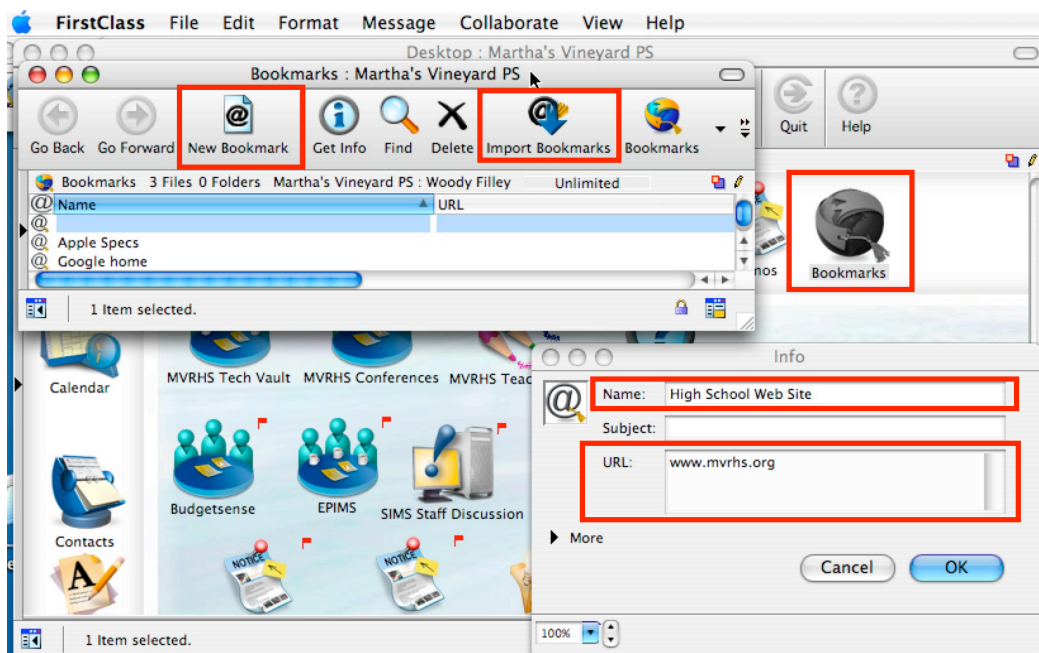 FirstClass File Edit Format Message Collaborate View Help
Desktop : Martha's Vineyard PS
Bookmarks : Martha's Vineyard PS
Go Back Go Forward New Bookmark Get Info Find Delete Import Bookmarks Bookmarks
Quit Help
Bookmarks 3 Files 0 Folders Martha's Vineyard PS : Woody Filley Unlimited
Name URL
Apple Specs
Google home
Bookmarks
1 Item selected.
Calendar
MVRHS Tech Vault MVRHS Conferences
Info
Name: High School Web Site
Subject:
URL: www.mvrhs.org
More
Cancel OK
Budgetsense EPIMS SIMS Staff Discussion
Contacts
NOTICE NOTICE
1 Item selected.
100%